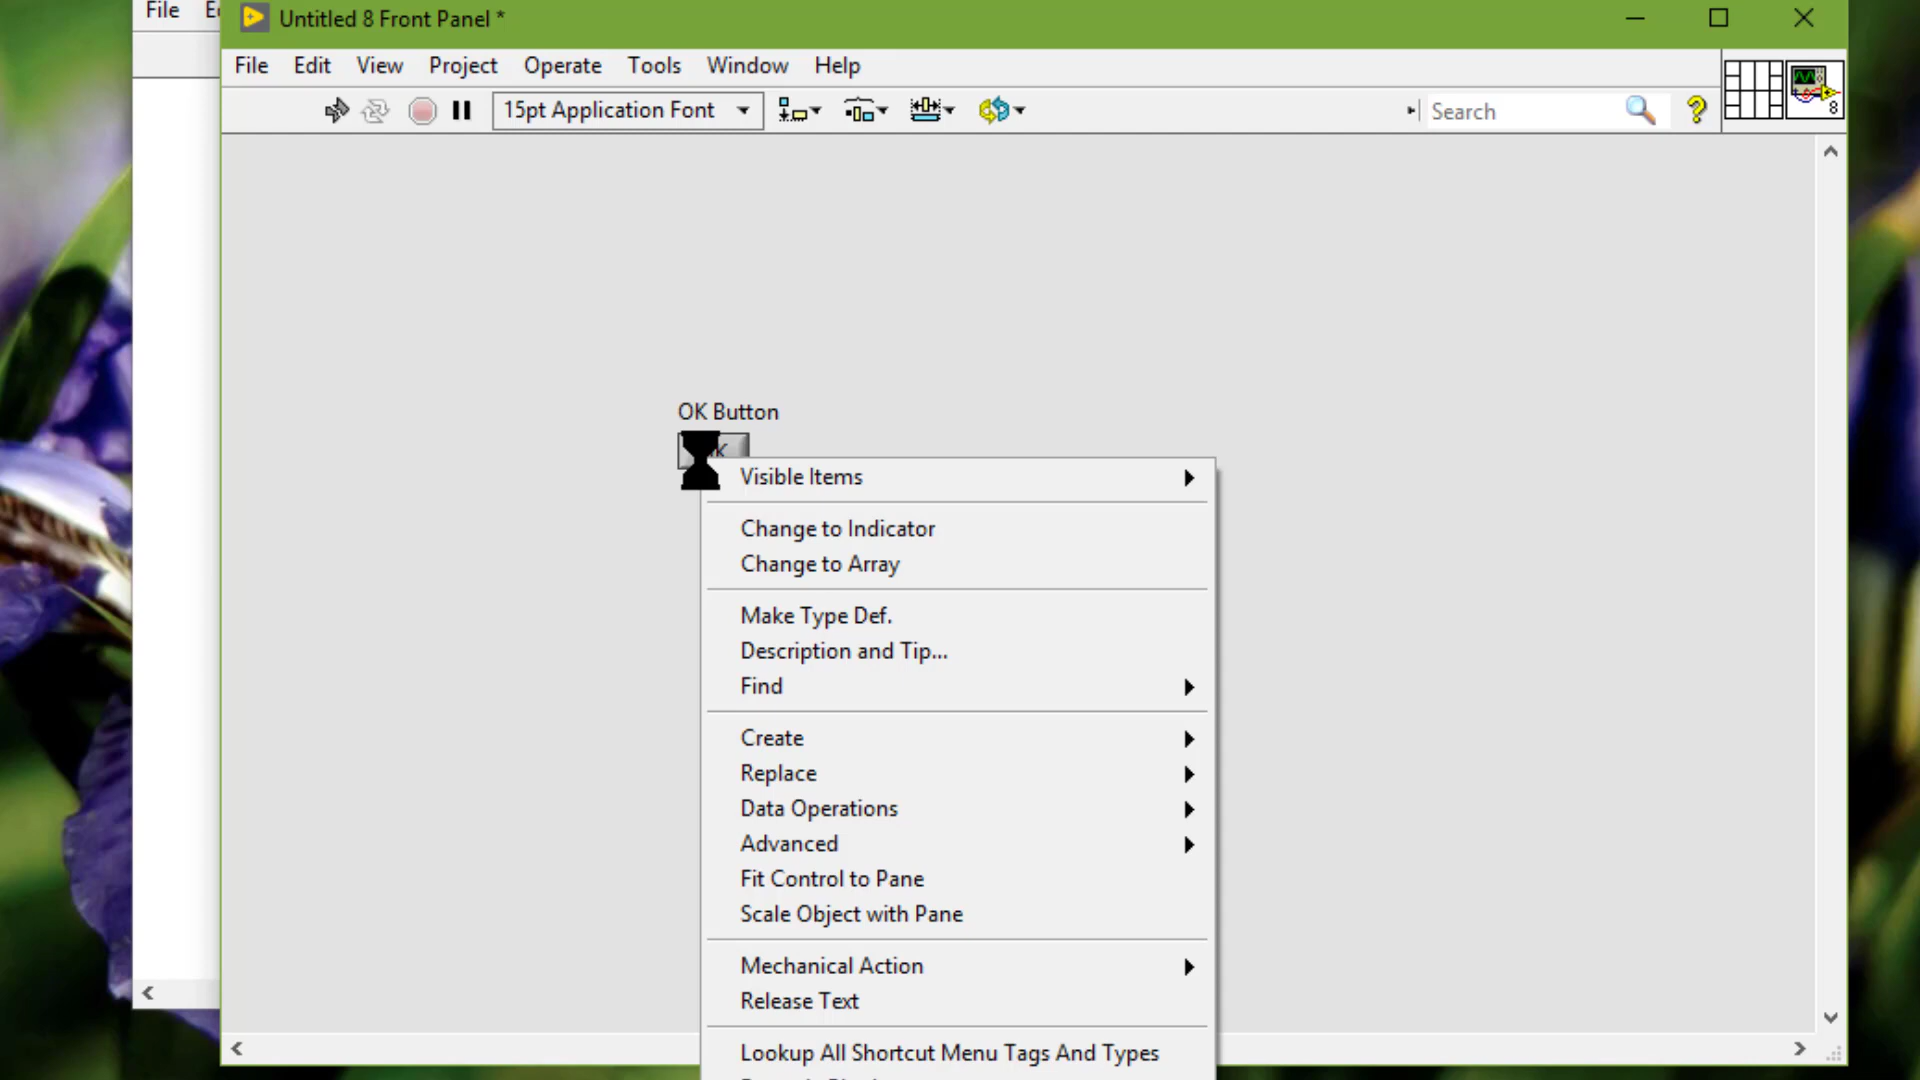 File
Untitled 8 Front Panel *
File Edit View Project Operate Tools Window Help
15pt Application Font
Search
8
OK Button
Visible Items
Change to Indicator
Change to Array
Make Type Def.
Description and Tip...
Find
Create
Replace
Data Operations
Advanced
Fit Control to Pane
Scale Object with Pane
Mechanical Action
Release Text
Lookup All Shortcut Menu Tags And Types